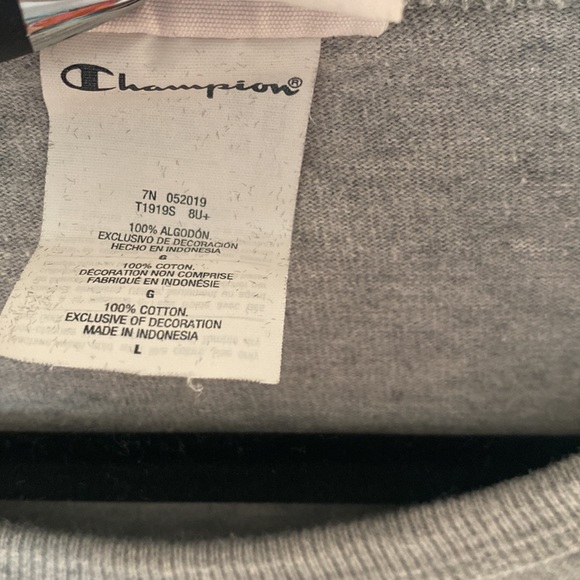 Champion®
7N 052019
T1919S 8U+
100% ALGODÓN.
EXCLUSIVO DE DECORACIÓN
HECHO EN INDONÉSIA
G
100% COTON.
DÉCORATION NON COMPRISE
FABRIQUÉ EN INDONÉSIE
G
100% COTTON.
EXCLUSIVE OF DECORATION
MADE IN INDONESIA
L